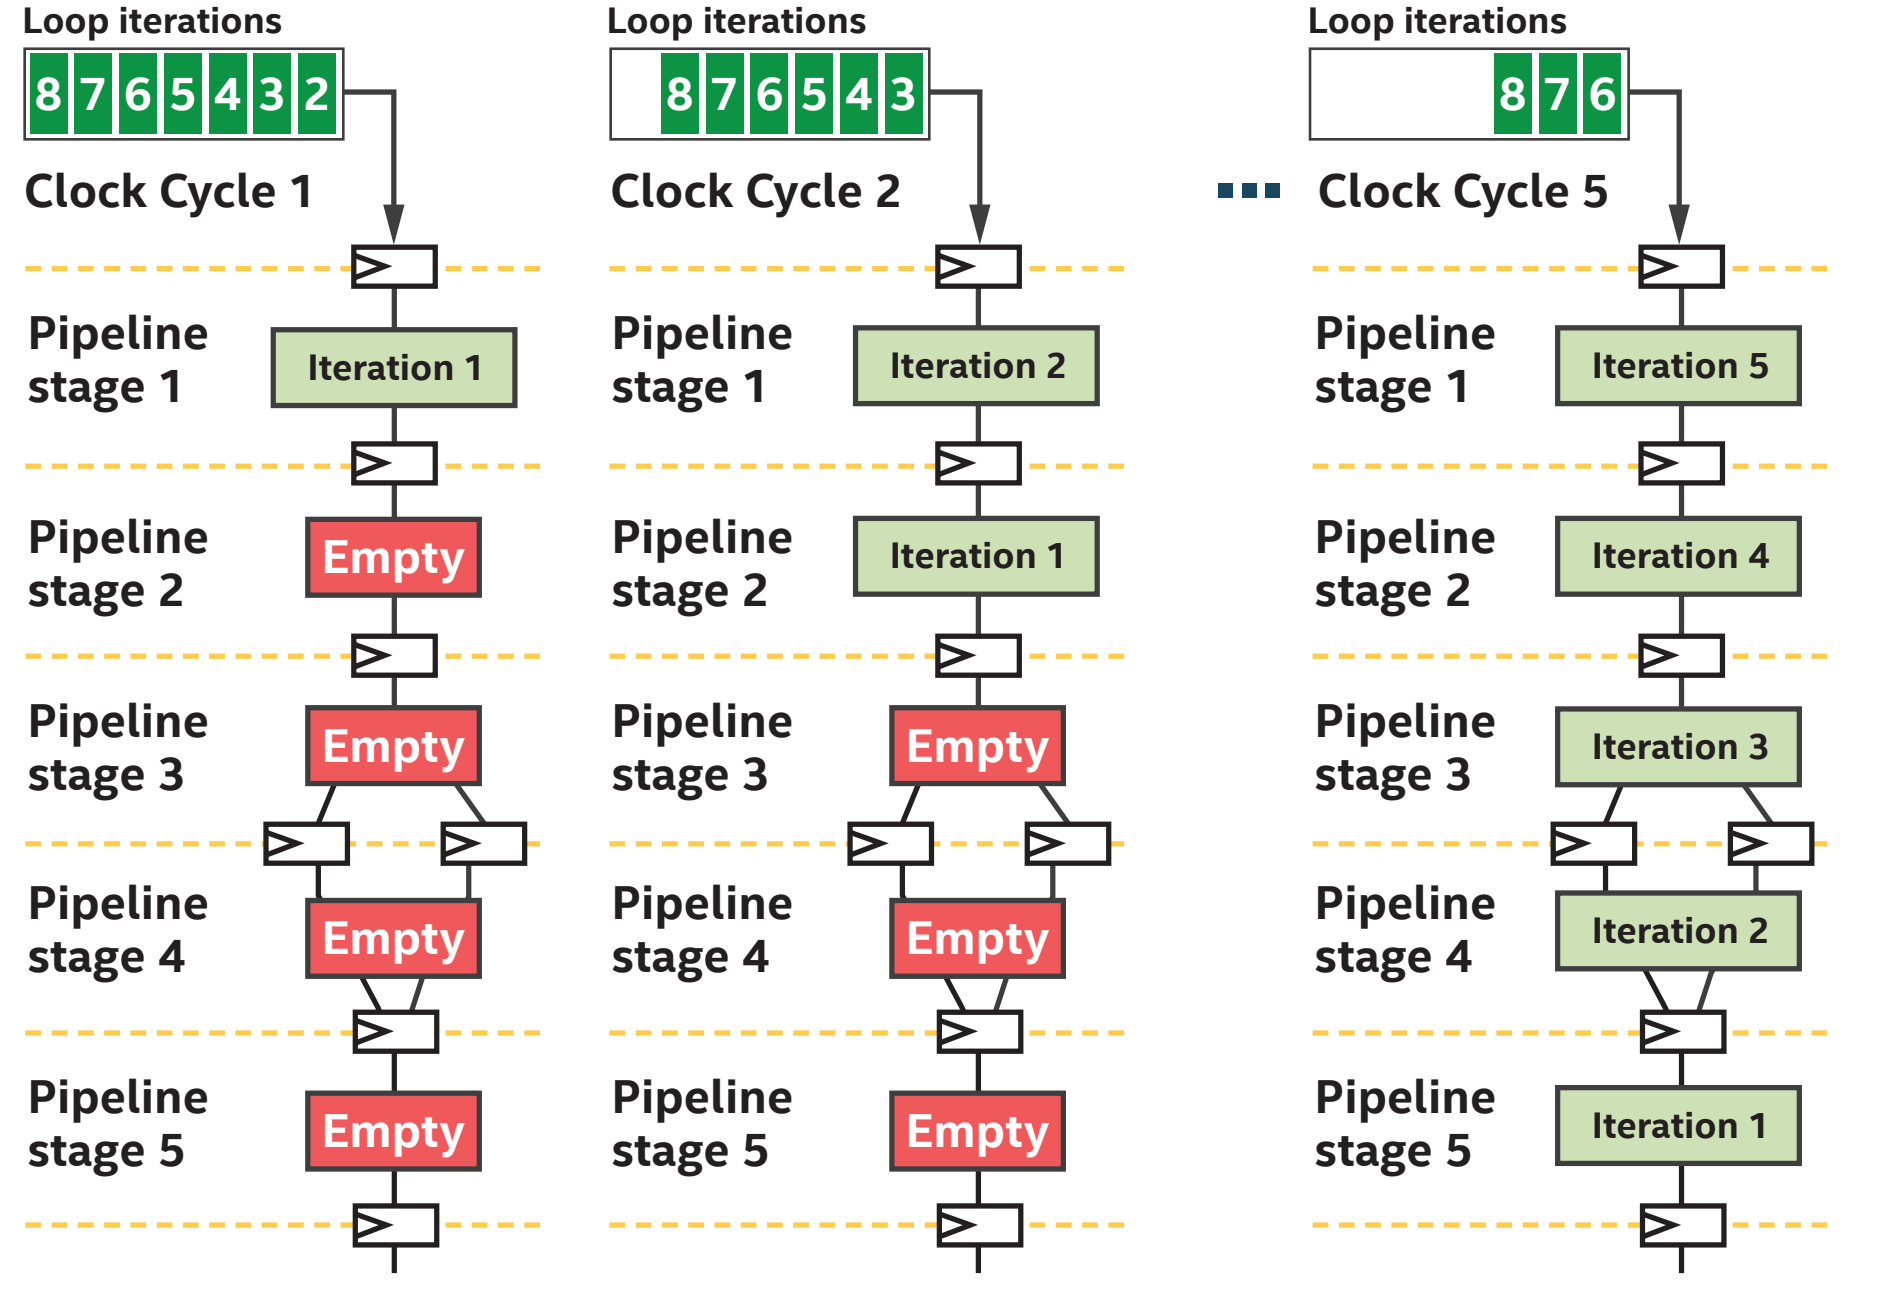 Loop iterations
8 7 6 5 4 3 2
Clock Cycle 1
Pipeline
stage 1
Iteration 1
Pipeline
stage 2
Empty
Pipeline
stage 3
Empty
Pipeline
stage 4
Empty
Pipeline
stage 5
Empty
Loop iterations
8 7 6 5 4 3
Clock Cycle 2
Pipeline
stage 1
Iteration 2
Pipeline
stage 2
Iteration 1
Pipeline
stage 3
Empty
Pipeline
stage 4
Empty
Pipeline
stage 5
Empty
Loop iterations
8 7 6
Clock Cycle 5
Pipeline
stage 1
Iteration 5
Pipeline
stage 2
Iteration 4
Pipeline
stage 3
Iteration 3
Pipeline
stage 4
Iteration 2
Pipeline
stage 5
Iteration 1